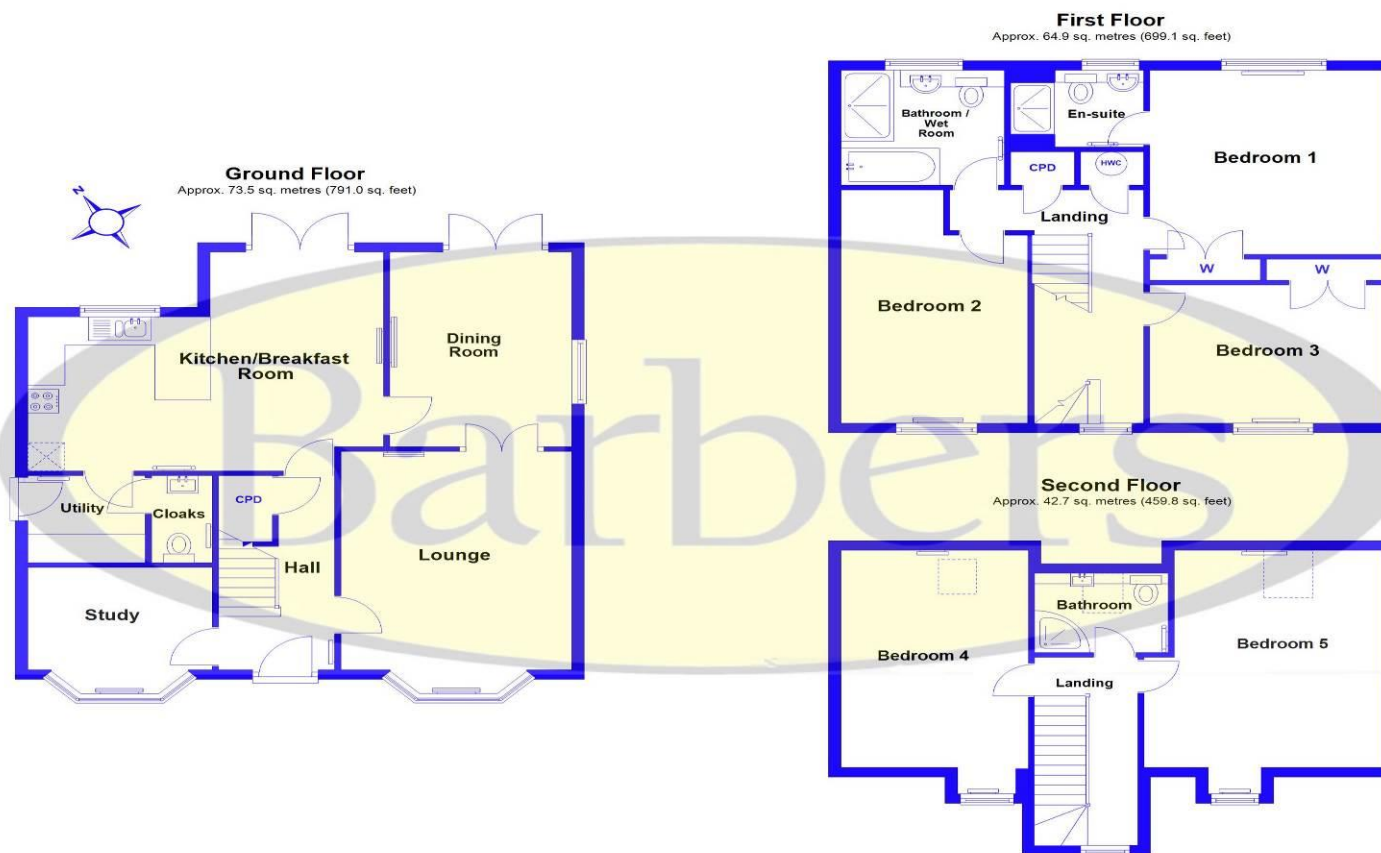 Ground Floor
Approx. 73.5 sq. metres (791.0 sq. feet)
N
Kitchen/Breakfast
Room
Dining
Room
Utility
Cloaks
CPD
Hall
Lounge
Study
First Floor
Approx. 64.9 sq. metres (699.1 sq. feet)
Bathroom /
Wet
Room
En-suite
Bedroom 1
CPD
HWC
Landing
W
W
Bedroom 2
Bedroom 3
Second Floor
Approx. 42.7 sq. metres (459.8 sq. feet)
Bathroom
Bedroom 4
Bedroom 5
Landing
Barbers